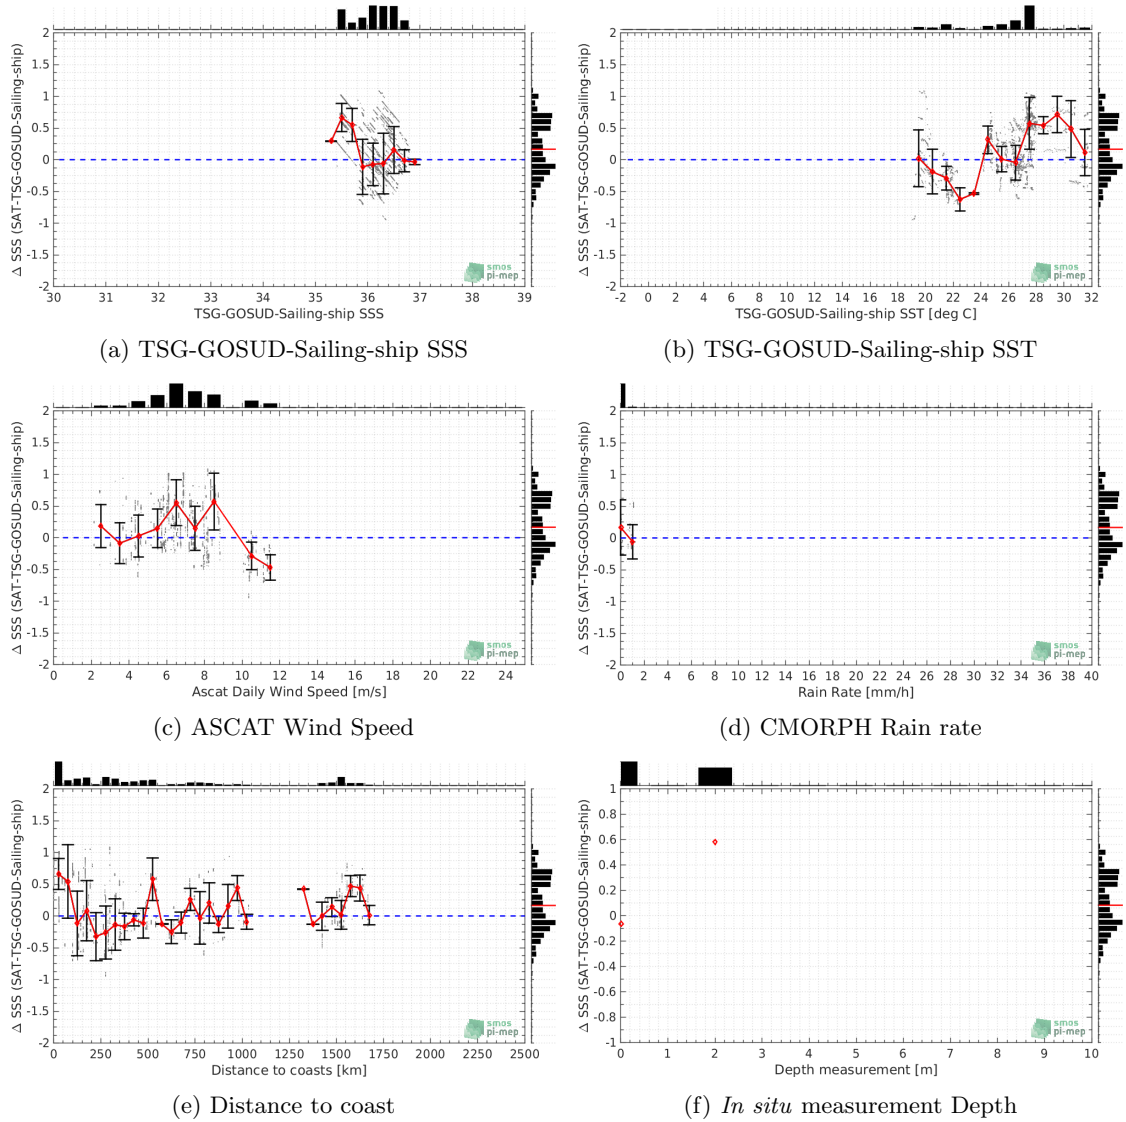 Δ SSS (SAT-TSG-GOSUD-Sailing-ship)
2
1.5
1
0.5
0
-0.5
-1
-1.5
-2
30 31 32 33 34 35 36 37 38 39
TSG-GOSUD-Sailing-ship SSS
smos
pi-mep
(a) TSG-GOSUD-Sailing-ship SSS
Δ SSS (SAT-TSG-GOSUD-Sailing-ship)
2
1.5
1
0.5
0
-0.5
-1
-1.5
-2
-2 0 2 4 6 8 10 12 14 16 18 20 22 24 26 28 30 32
TSG-GOSUD-Sailing-ship SST [deg C]
smos
pi-mep
(b) TSG-GOSUD-Sailing-ship SST
Δ SSS (SAT-TSG-GOSUD-Sailing-ship)
2
1.5
1
0.5
0
-0.5
-1
-1.5
-2
0 2 4 6 8 10 12 14 16 18 20 22 24
Ascat Daily Wind Speed [m/s]
smos
pi-mep
(c) ASCAT Wind Speed
Δ SSS (SAT-TSG-GOSUD-Sailing-ship)
2
1.5
1
0.5
0
-0.5
-1
-1.5
-2
0 2 4 6 8 10 12 14 16 18 20 22 24 26 28 30 32 34 36 38 40
Rain Rate [mm/h]
smos
pi-mep
(d) CMORPH Rain rate
Δ SSS (SAT-TSG-GOSUD-Sailing-ship)
2
1.5
1
0.5
0
-0.5
-1
-1.5
-2
0 250 500 750 1000 1250 1500 1750 2000 2250 2500
Distance to coasts [km]
smos
pi-mep
(e) Distance to coast
Δ SSS (SAT-TSG-GOSUD-Sailing-ship)
1
0.8
0.6
0.4
0.2
0
-0.2
-0.4
-0.6
-0.8
-1
0 1 2 3 4 5 6 7 8 9 10
Depth measurement [m]
smos
pi-mep
(f) In situ measurement Depth